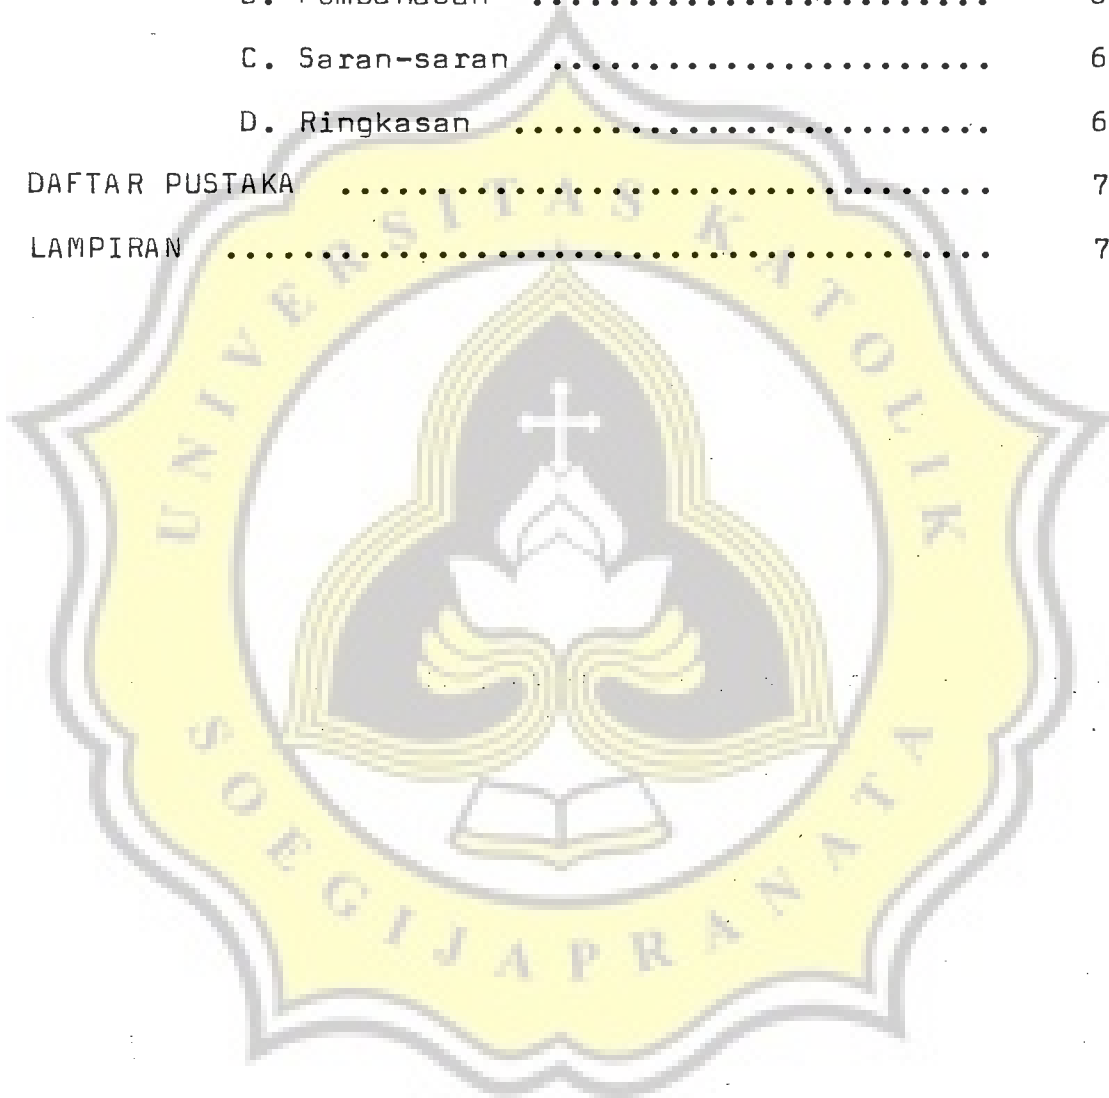 C. Saran-saran ....................... 6
D. Ringkasan ......................... 6
DAFTAR PUSTAKA ............................ 7
LAMPIRAN ................................. 7
UNIVERSITAS KATOLIK
SOEGIJAPRANATA